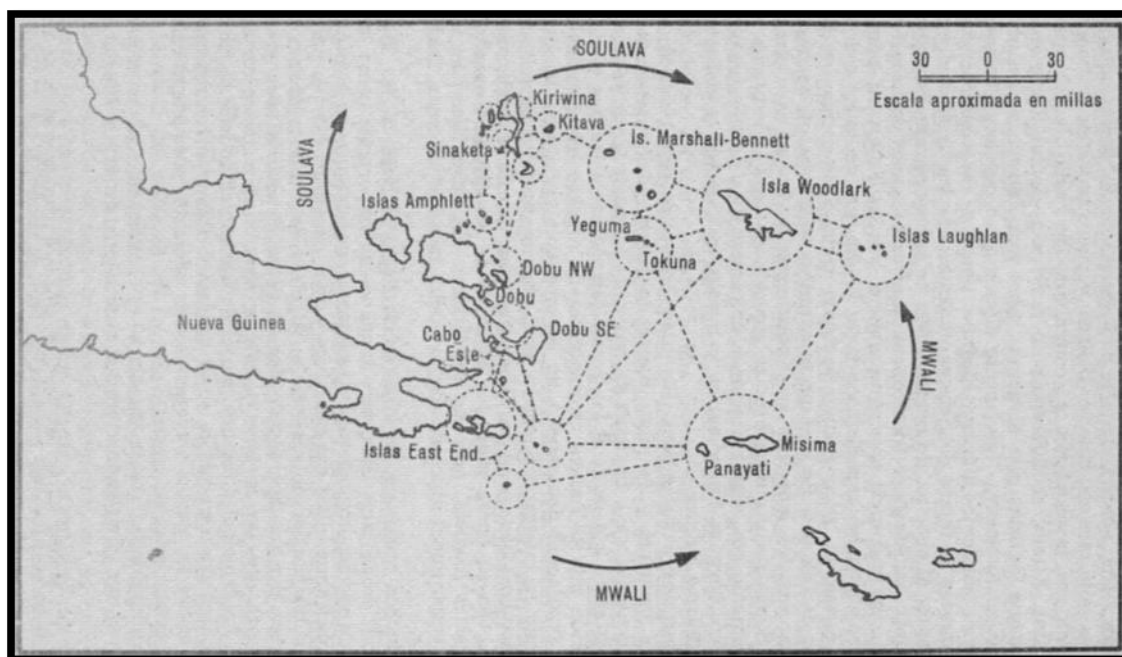 SOULAVA
30 0 30
Escala aproximada en millas
Kiriwina
Kitava
SOULAVA
Sinaketa
Is. Marshall-Bennett
Isla Woodlark
Islas Amphlett
Yeguma
Islas Laughlan
Tokuna
Dobu NW
Dobu
Nueva Guinea
Cabo
Este
Dobu SE
MWALI
Islas East End
Misima
Panayati
MWALI